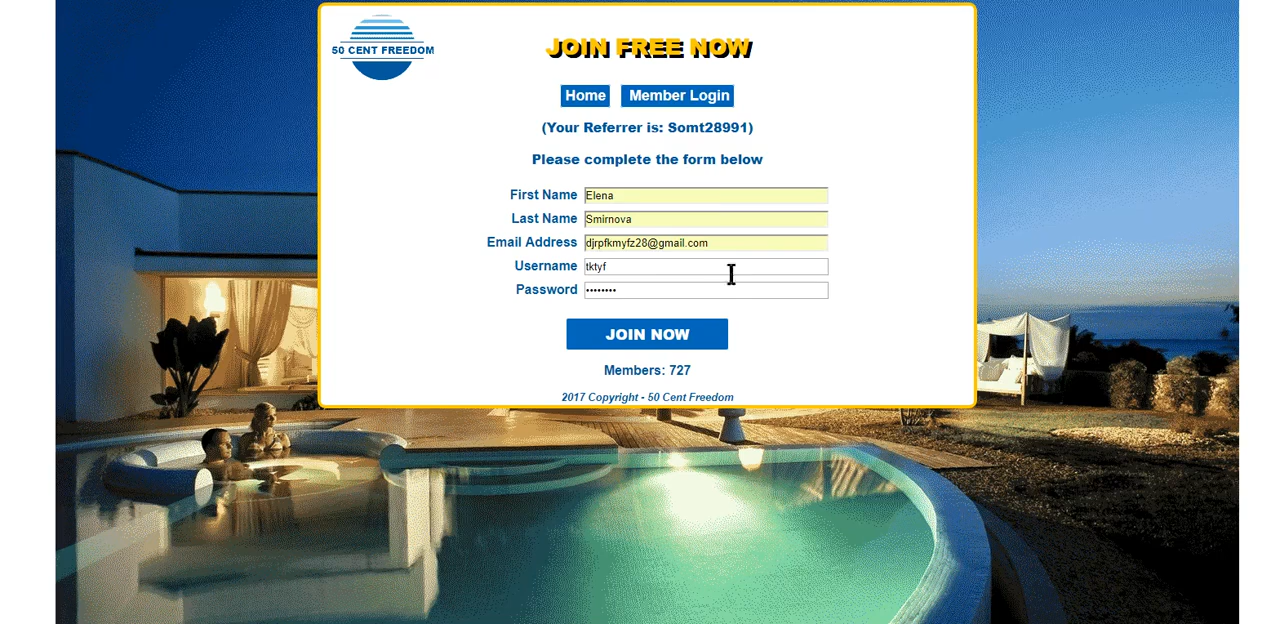 50 CENT FREEDOM
JOIN FREE NOW
Home Member Login
(Your Referrer is: Somt28991)
Please complete the form below
First Name Elena
Last Name Smirnova
Email Address djrpfkmyfz28@gmail.com
Username tktyf
Password ••••••••
JOIN NOW
Members: 727
2017 Copyright - 50 Cent Freedom